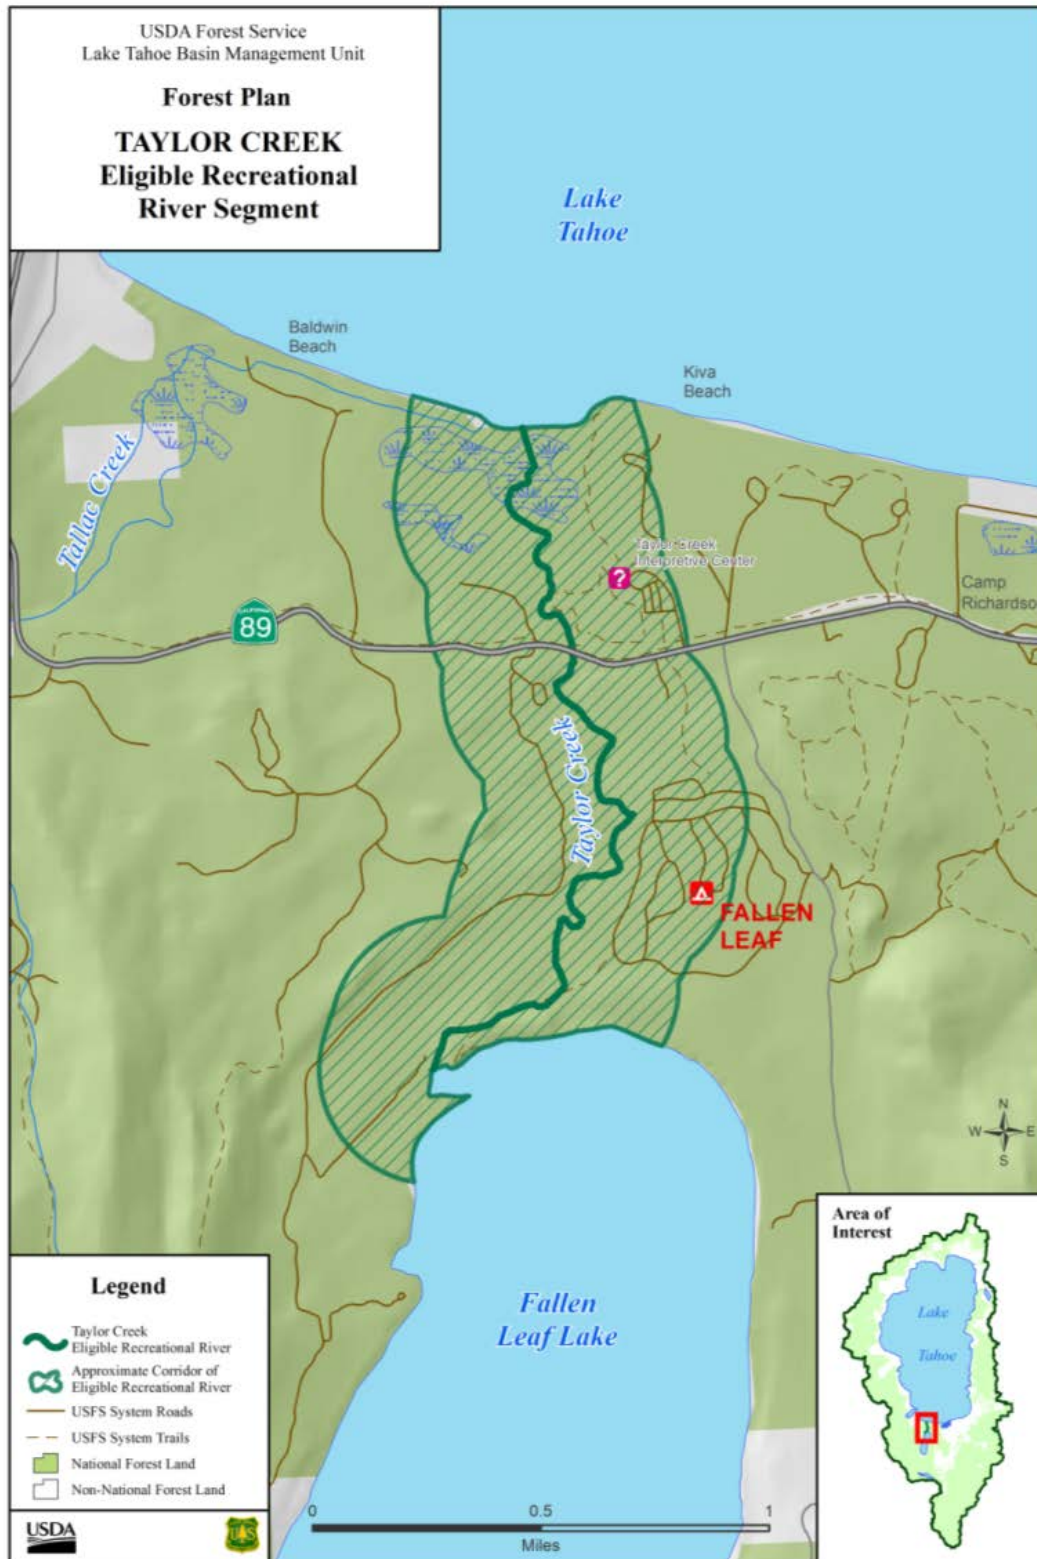 USDA Forest Service
Lake Tahoe Basin Management Unit
Forest Plan
TAYLOR CREEK
Eligible Recreational
River Segment
Lake
Tahoe
Baldwin
Beach
Kiva
Beach
Tallac Creek
Taylor Creek
Interpretive Center
?
Camp
Richardso
CALIFORNIA
89
Taylor Creek
FALLEN
LEAF
N
W E
S
Fallen
Leaf Lake
Area of
Interest
Lake
Tahoe
Legend
Taylor Creek
Eligible Recreational River
Approximate Corridor of
Eligible Recreational River
USFS System Roads
USFS System Trails
National Forest Land
Non-National Forest Land
USDA
U S
0 0.5 1
Miles